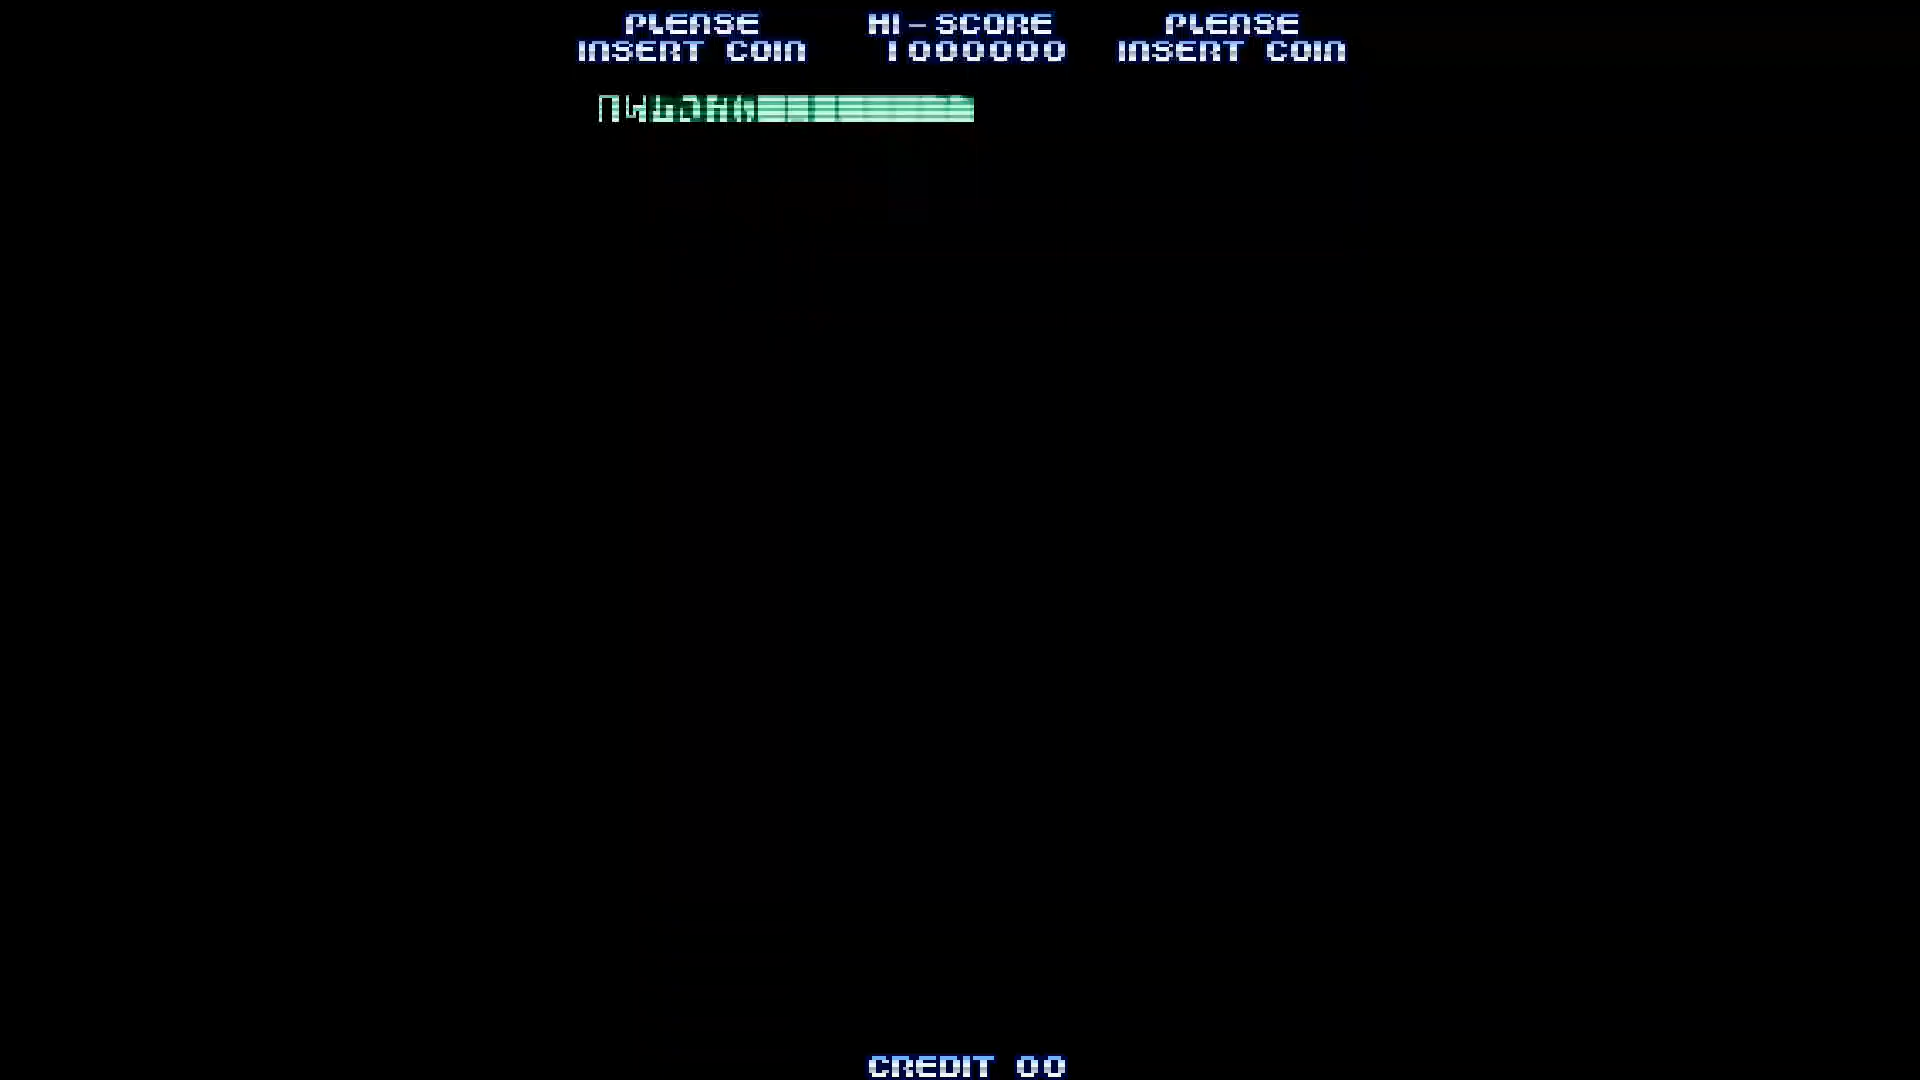 PLEASE HI-SCORE PLEASE
INSERT COIN 1000000 INSERT COIN
CREDIT 00